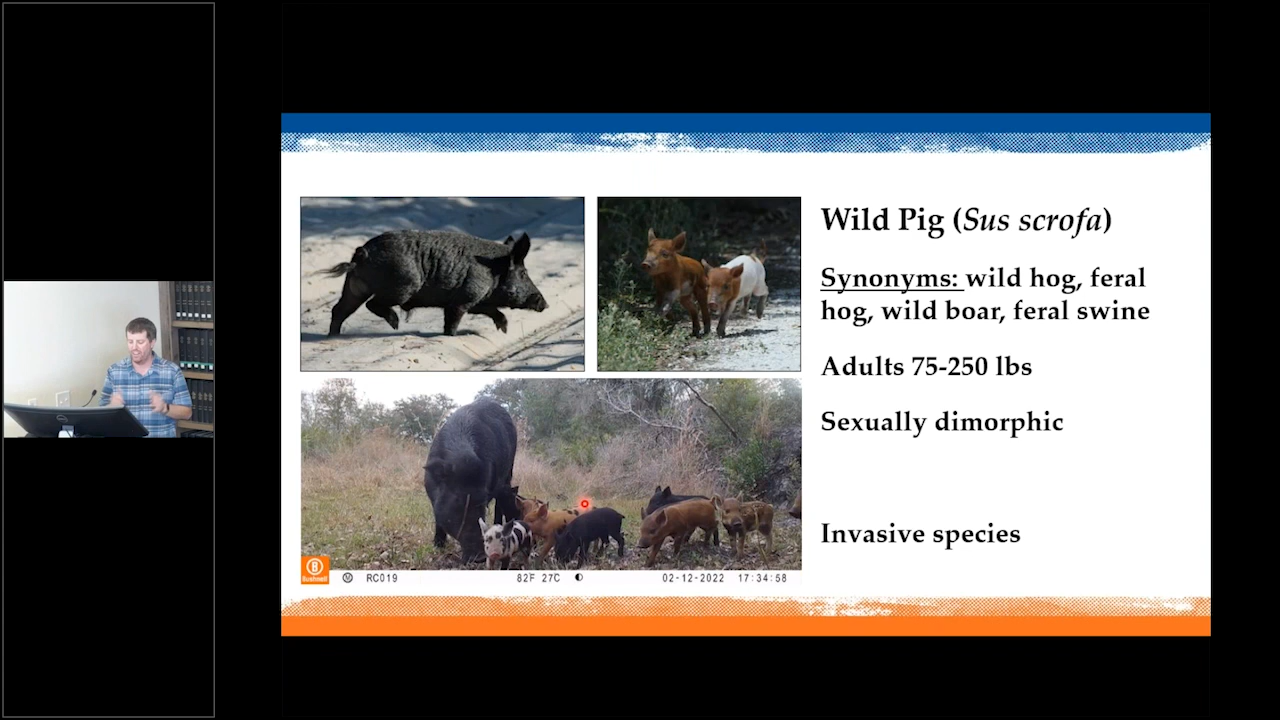 Wild Pig (Sus scrofa)
Synonyms: wild hog, feral
hog, wild boar, feral swine
Adults 75-250 lbs
Sexually dimorphic
Invasive species
B
Bushnell
M RC019 82F 27C 02-12-2022 17:34:58